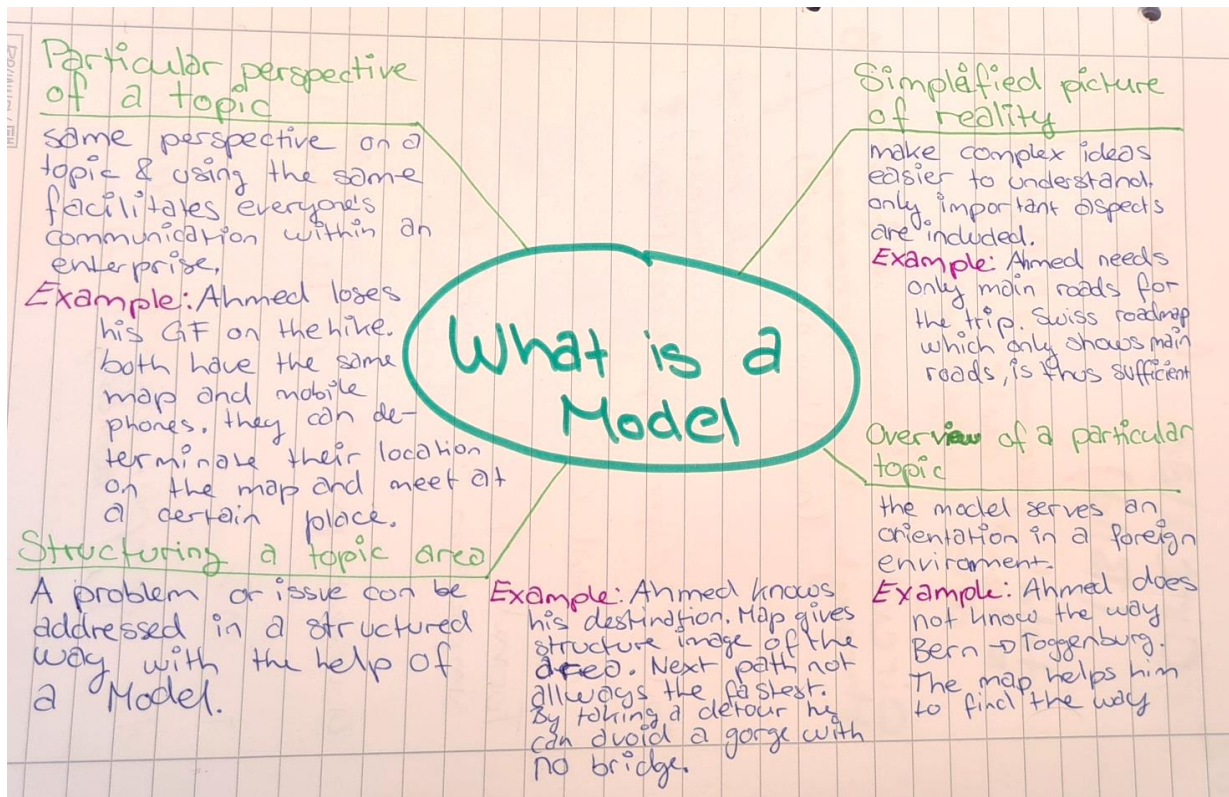 Particular perspective
of a topic
same perspective on a
topic & using the same
facilitates everyone's
communication within an
enterprise.
Example: Ahmed loses
his GF on the hike.
both have the same
map and mobile
phones. they can de-
terminate their location
on the map and meet at
a certain place.
Structuring a topic area
A problem or issue can be
addressed in a structured
way with the help of
a Model.
What is a
Model
Example: Ahmed knows
his destination. Map gives
structure image of the
area. Next path not
allways the fastest.
By taking a detour he
can avoid a gorge with
no bridge.
Simplified picture
of reality
make complex ideas
easier to understand.
only important aspects
are included.
Example: Ahmed needs
only main roads for
the trip. Swiss roadmap
which only shows main
roads, is thus sufficient
Overview of a particular
topic
the model serves an
orientation in a foreign
enviroment.
Example: Ahmed does
not know the way
Bern → Toggenburg.
The map helps him
to find the way